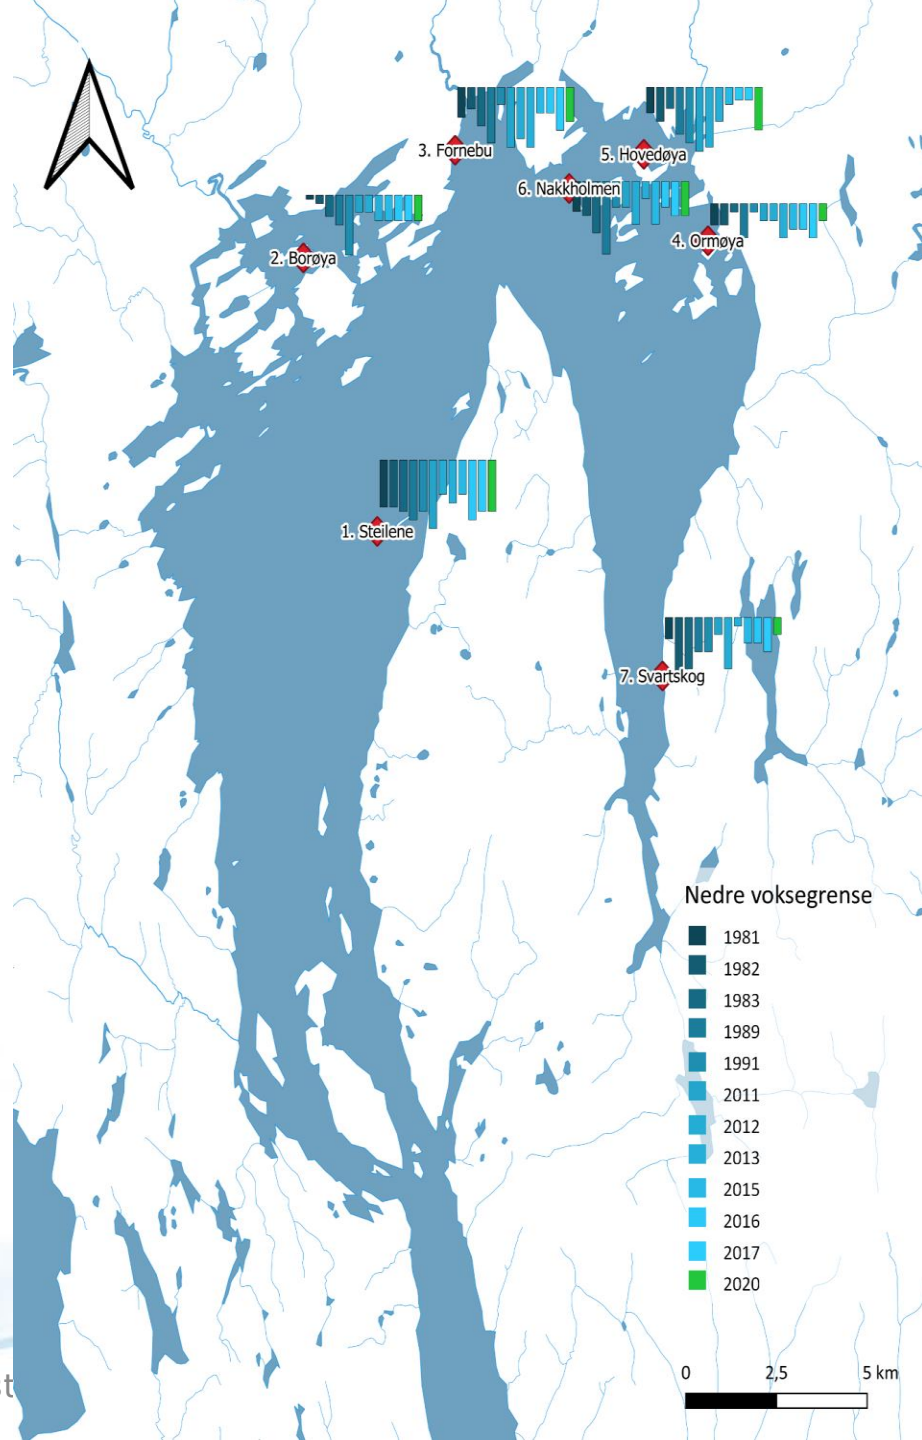 3. Fornebu
5. Hovedøya
6. Nakkholmen
4. Ormøya
2. Borøya
1. Steilene
7. Svartskog
Nedre voksegrense
1981
1982
1983
1989
1991
2011
2012
2013
2015
2016
2017
2020
0 2,5 5 km
st